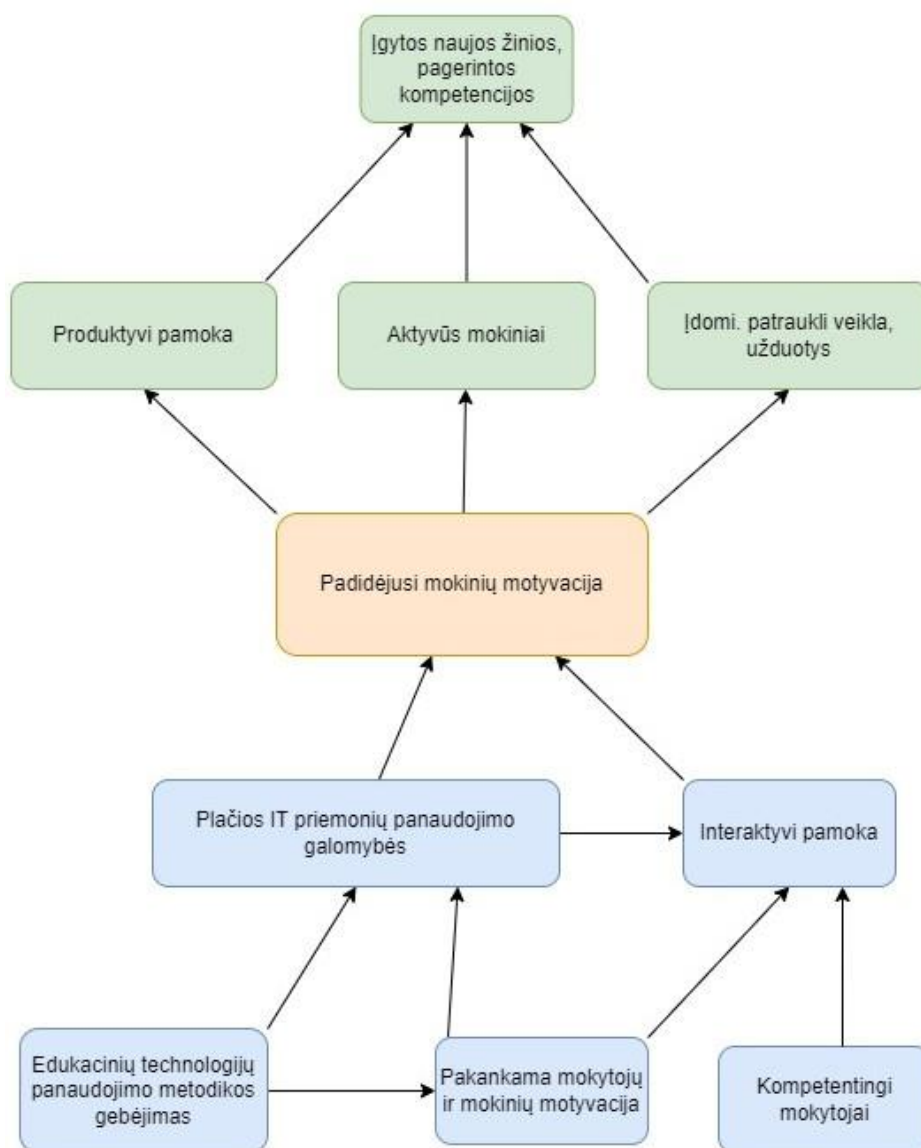 Įgytos naujos žinios,
pagerintos
kompetencijos
Produktyvi pamoka
Aktyvūs mokiniai
Įdomi. patraukli veikla,
užduotys
Padidėjusi mokinių motyvacija
Plačios IT priemonių panaudojimo
galomybės
Interaktyvi pamoka
Edukacinių technologijų
panaudojimo metodikos
gebėjimas
Pakankama mokytojų
ir mokinių motyvacija
Kompetentingi
mokytojai